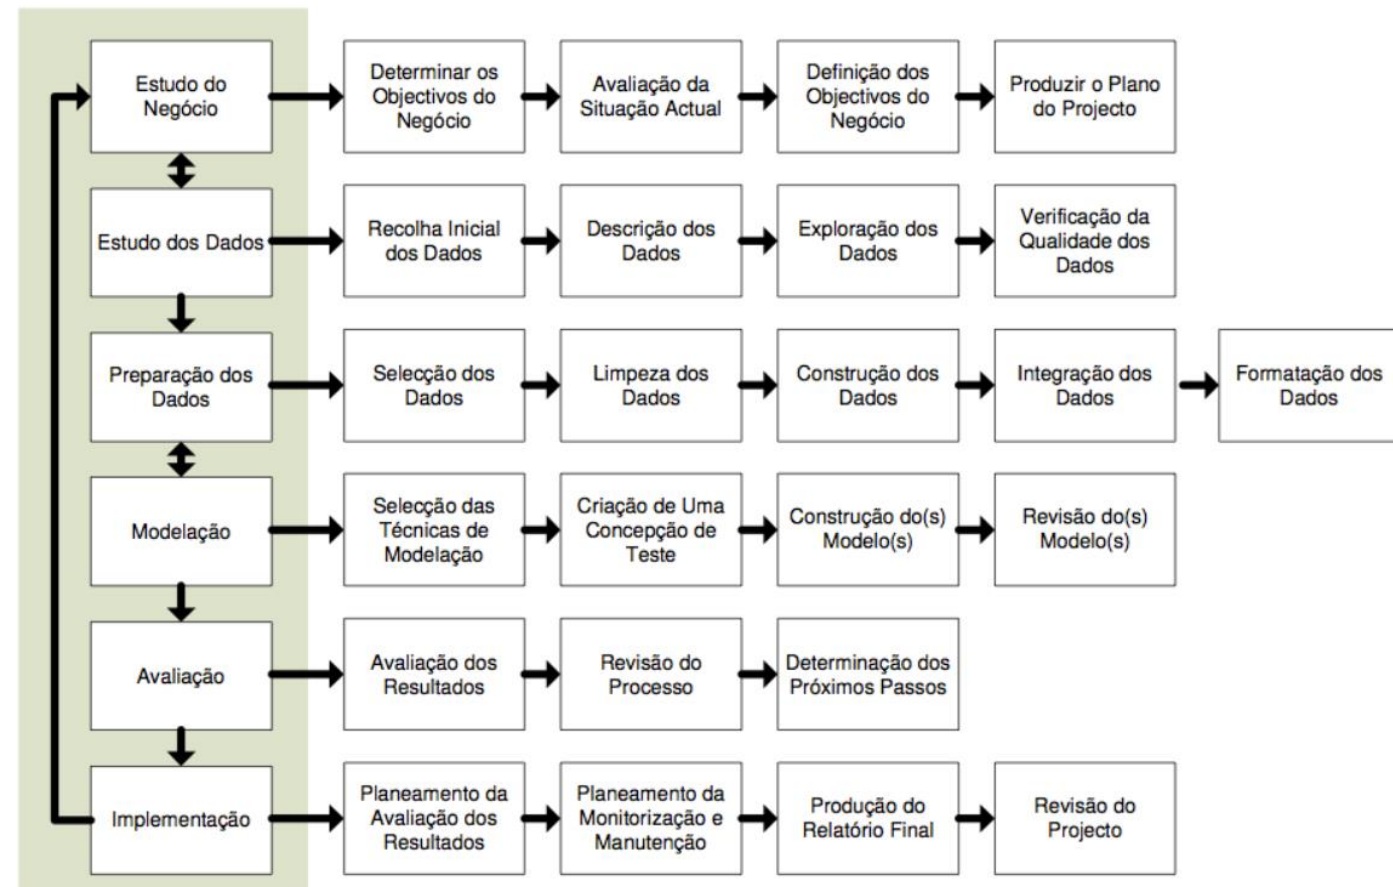 Estudo do
Negócio
Determinar os
Objectivos do
Negócio
Avaliação da
Situação Actual
Definição dos
Objectivos do
Negócio
Produzir o Plano
do Projecto
Estudo dos Dados
Recolha Inicial
dos Dados
Descrição dos
Dados
Exploração dos
Dados
Verificação da
Qualidade dos
Dados
Preparação dos
Dados
Selecção dos
Dados
Limpeza dos
Dados
Construção dos
Dados
Integração dos
Dados
Formatação dos
Dados
Modelação
Selecção das
Técnicas de
Modelação
Criação de Uma
Concepção de
Teste
Construção do(s)
Modelo(s)
Revisão do(s)
Modelo(s)
Avaliação
Avaliação dos
Resultados
Revisão do
Processo
Determinação dos
Próximos Passos
Implementação
Planeamento da
Avaliação dos
Resultados
Planeamento da
Monitorização e
Manutenção
Produção do
Relatório Final
Revisão do
Projecto